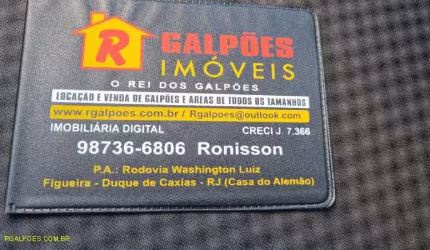 R GALPÕES
IMÓVEIS
O REI DOS GALPÕES
LOCAÇÃO E VENDA DE GALPÕES E AREAS DE TODOS OS TAMANHOS
www.rgalpoes.com.br / Rgalpoes@outlook.com
IMOBILIÁRIA DIGITAL CRECI J. 7.366
98736-6806 Ronisson
P.A.: Rodovia Washington Luiz
Figueira - Duque de Caxias - RJ (Casa do Alemão)
RGALPOES.COM.BR